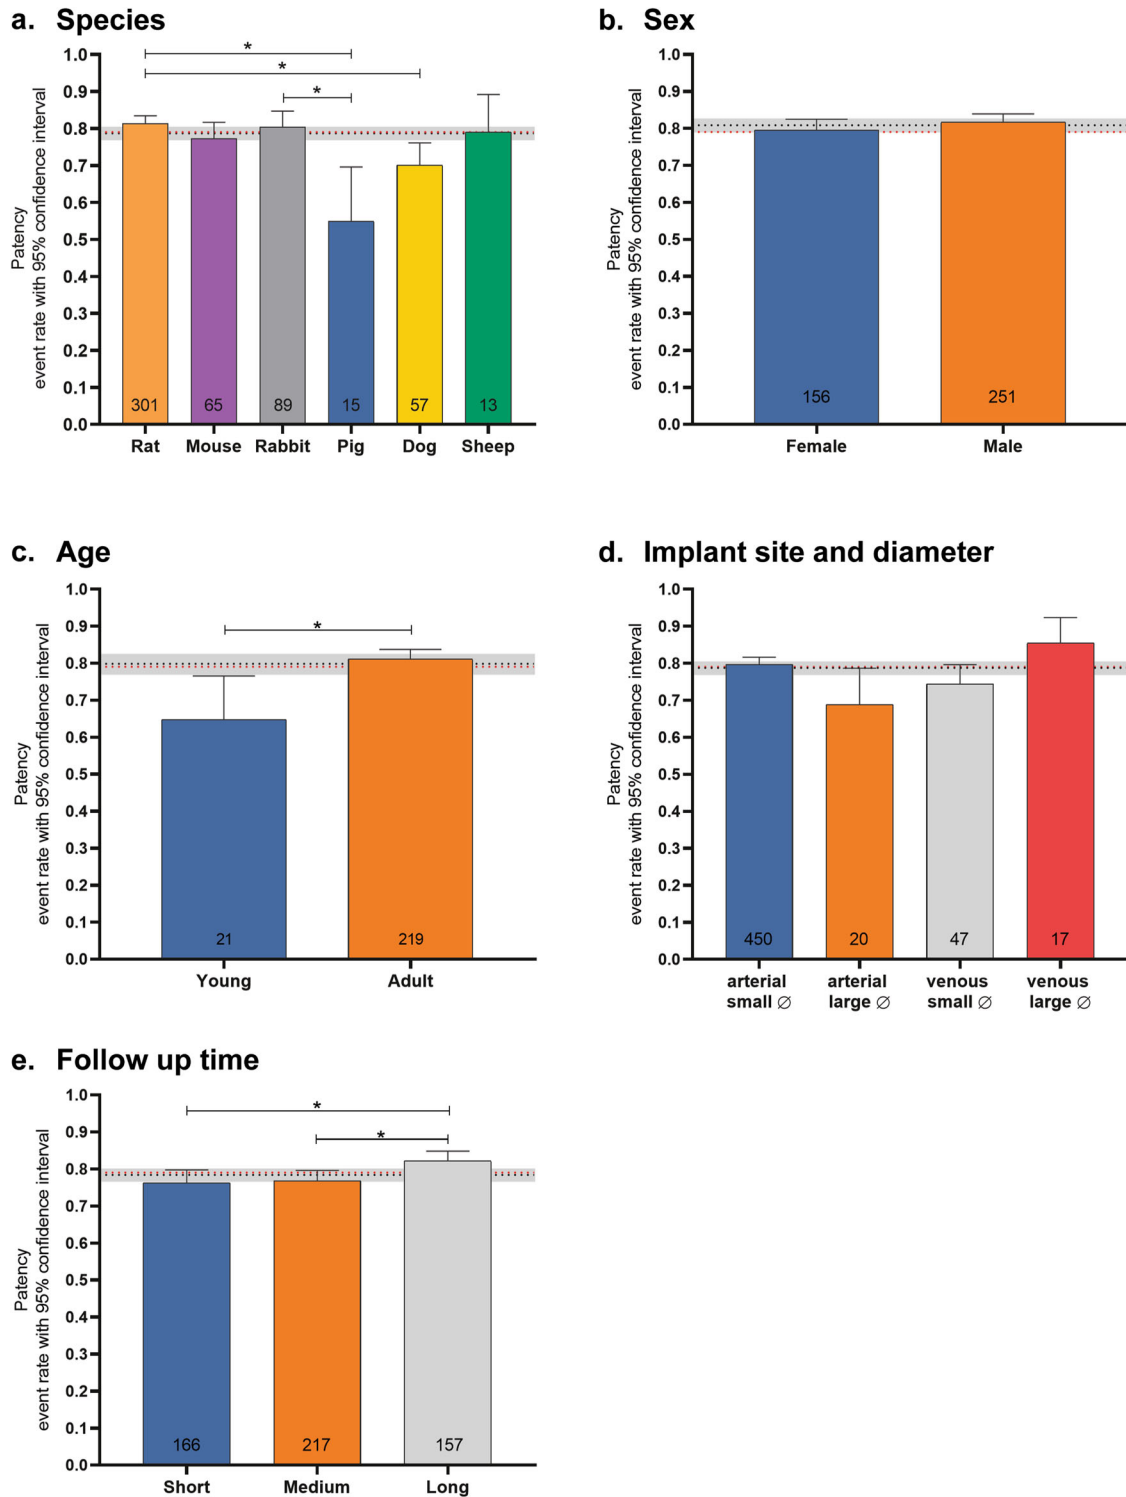 a. Species
Patency
event rate with 95% confidence interval
1.0
0.9
0.8
0.7
0.6
0.5
0.4
0.3
0.2
0.1
0.0
*
*
*
301 65 89 15 57 13
Rat Mouse Rabbit Pig Dog Sheep
b. Sex
Patency
event rate with 95% confidence interval
1.0
0.9
0.8
0.7
0.6
0.5
0.4
0.3
0.2
0.1
0.0
156 251
Female Male
c. Age
Patency
event rate with 95% confidence interval
1.0
0.9
0.8
0.7
0.6
0.5
0.4
0.3
0.2
0.1
0.0
*
21 219
Young Adult
d. Implant site and diameter
Patency
event rate with 95% confidence interval
1.0
0.9
0.8
0.7
0.6
0.5
0.4
0.3
0.2
0.1
0.0
450 20 47 17
arterial arterial venous venous
small ∅ large ∅ small ∅ large ∅
e. Follow up time
Patency
event rate with 95% confidence interval
1.0
0.9
0.8
0.7
0.6
0.5
0.4
0.3
0.2
0.1
0.0
*
*
166 217 157
Short Medium Long